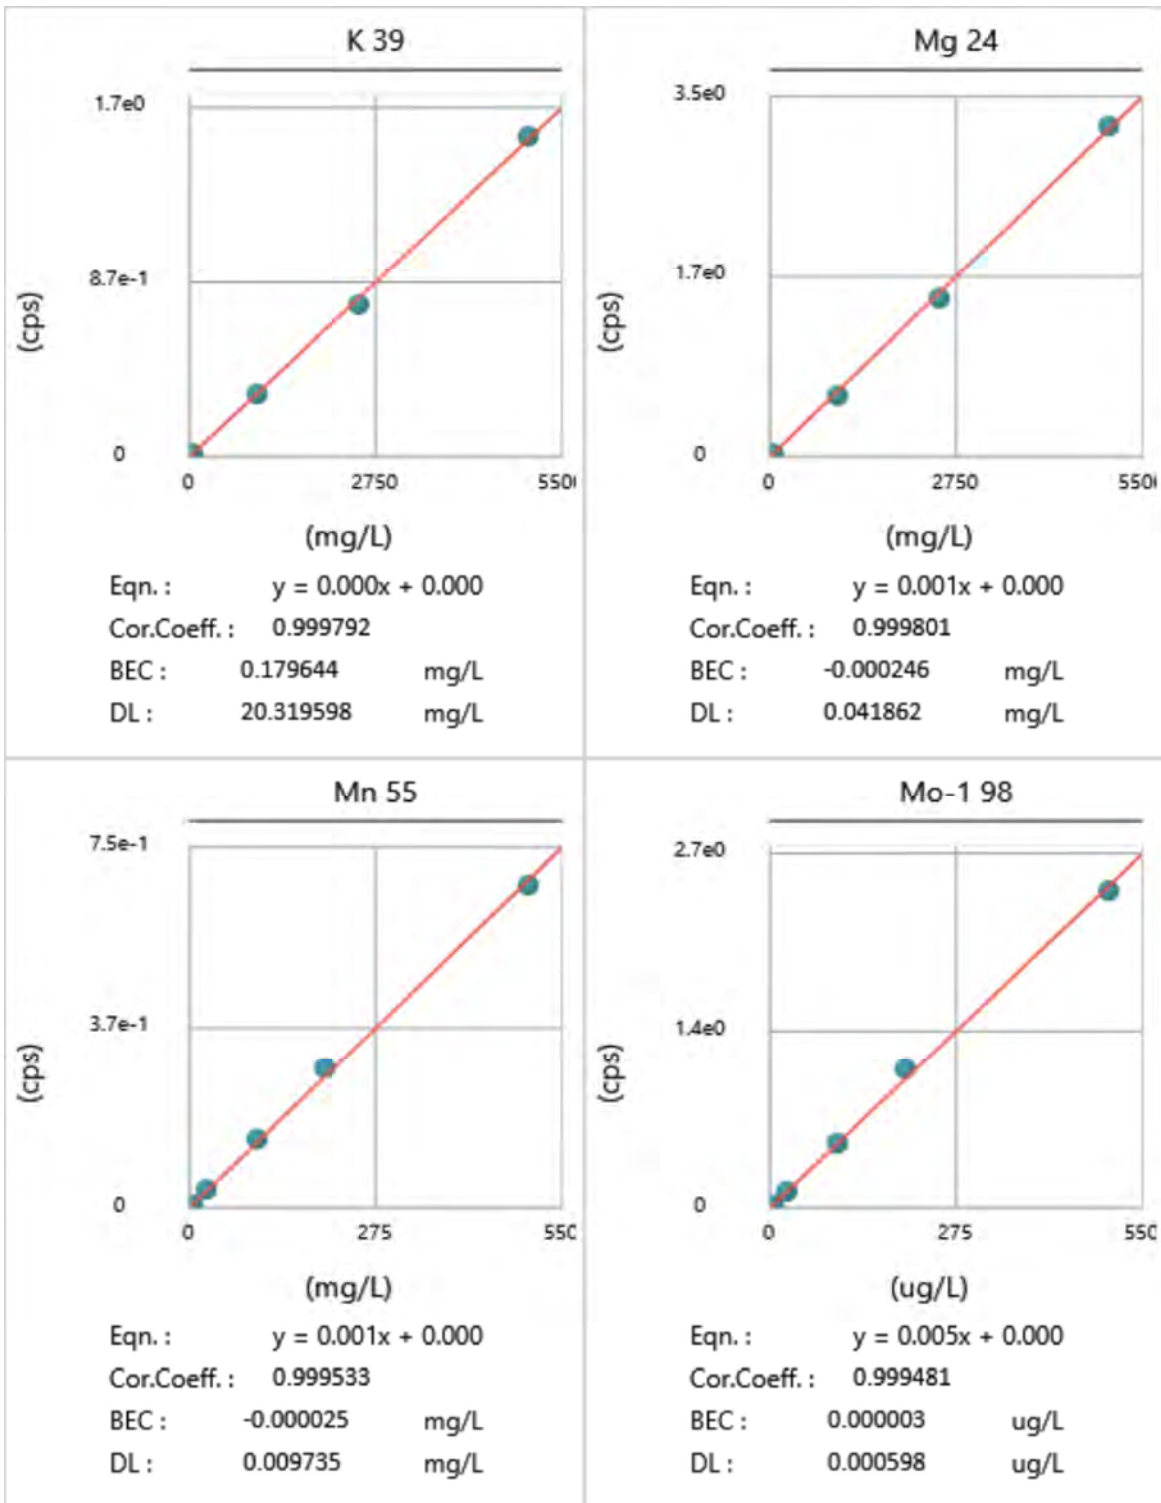 K 39
1.7e0
8.7e-1
0
(cps)
0 2750 550
(mg/L)
Eqn. : y = 0.000x + 0.000
Cor.Coeff. : 0.999792
BEC : 0.179644 mg/L
DL : 20.319598 mg/L
Mg 24
3.5e0
1.7e0
0
(cps)
0 2750 550
(mg/L)
Eqn. : y = 0.001x + 0.000
Cor.Coeff. : 0.999801
BEC : -0.000246 mg/L
DL : 0.041862 mg/L
Mn 55
7.5e-1
3.7e-1
0
(cps)
0 275 550
(mg/L)
Eqn. : y = 0.001x + 0.000
Cor.Coeff. : 0.999533
BEC : -0.000025 mg/L
DL : 0.009735 mg/L
Mo-1 98
2.7e0
1.4e0
0
(cps)
0 275 550
(ug/L)
Eqn. : y = 0.005x + 0.000
Cor.Coeff. : 0.999481
BEC : 0.000003 ug/L
DL : 0.000598 ug/L